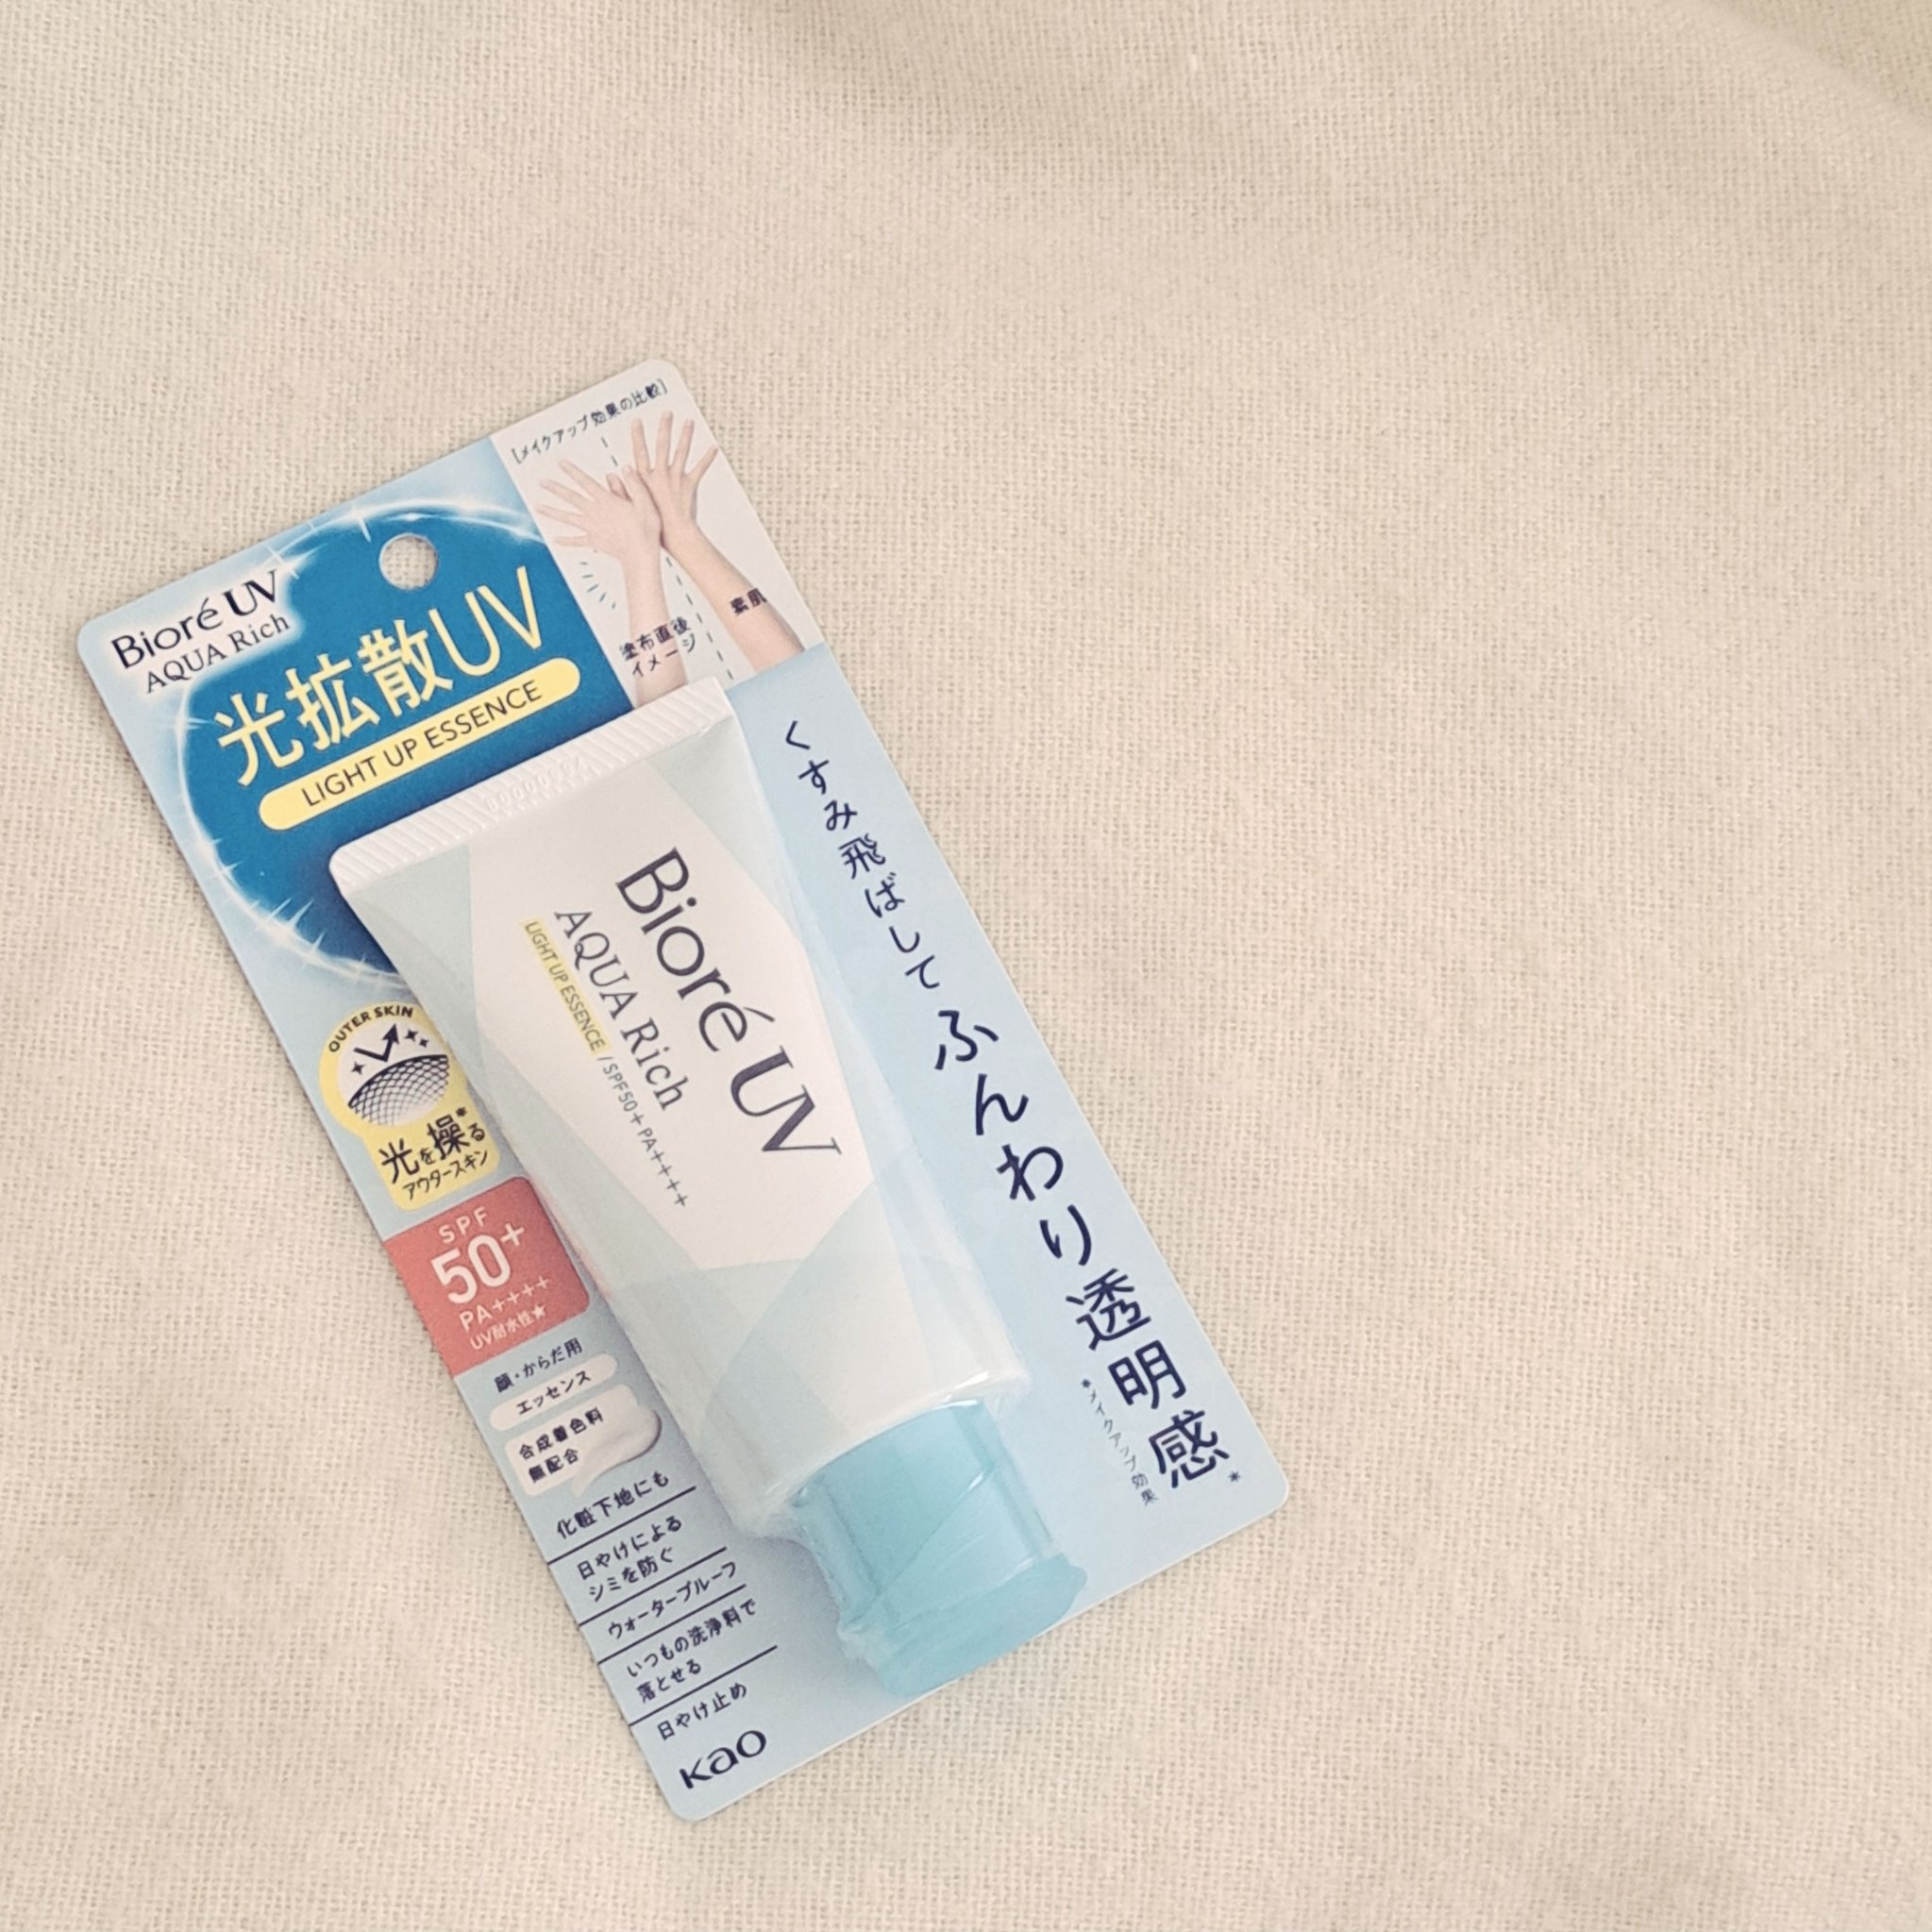 [メイクアップ効果の比較]
塗布直後
イメージ
素肌
Bioré UV
AQUA Rich
光拡散UV
LIGHT UP ESSENCE
くすみ飛ばして
ふんわり透明感*
*メイクアップ効果
Bioré UV
AQUA Rich
LIGHT UP ESSENCE / SPF50+ PA++++
OUTER SKIN
光を操る*
アウタースキン
SPF
50+
PA++++
UV耐水性★
顔・からだ用
エッセンス
合成着色料
無配合
化粧下地にも
日やけによる
シミを防ぐ
ウォータープルーフ
いつもの洗浄料で
落とせる
日やけ止め
Kao